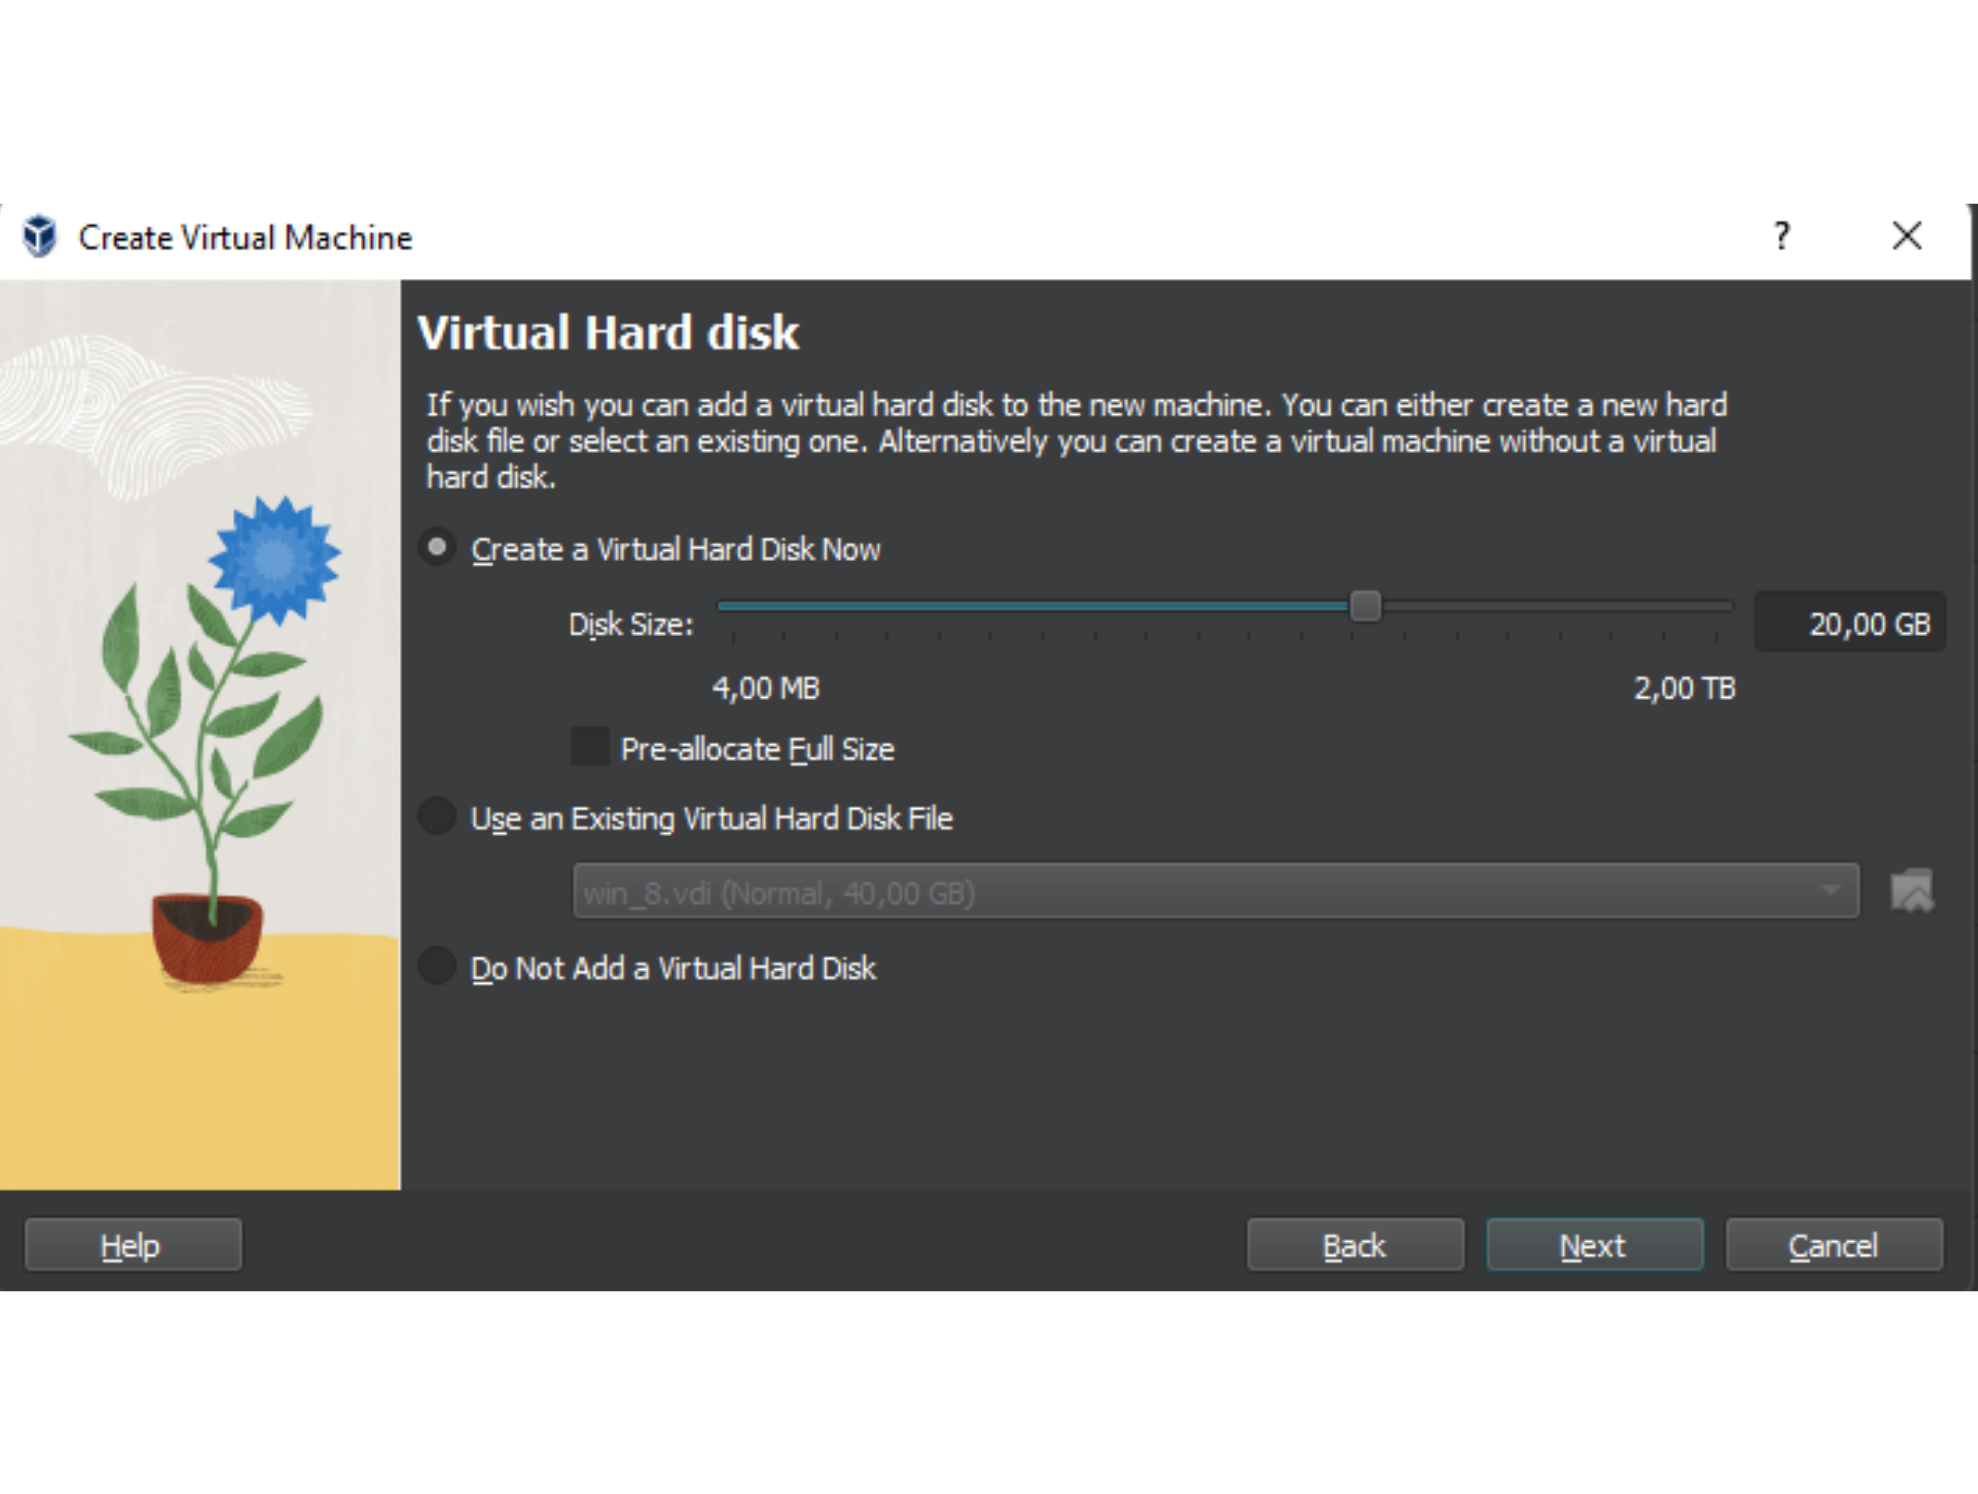 Create Virtual Machine
?
Virtual Hard disk
If you wish you can add a virtual hard disk to the new machine. You can either create a new hard
disk file or select an existing one. Alternatively you can create a virtual machine without a virtual
hard disk.
Create a Virtual Hard Disk Now
Disk Size:
20,00 GB
4,00 MB
2,00 TB
Pre-allocate Full Size
Use an Existing Virtual Hard Disk File
win_8.vdi (Normal, 40,00 GB)
Do Not Add a Virtual Hard Disk
Help
Back
Next
Cancel